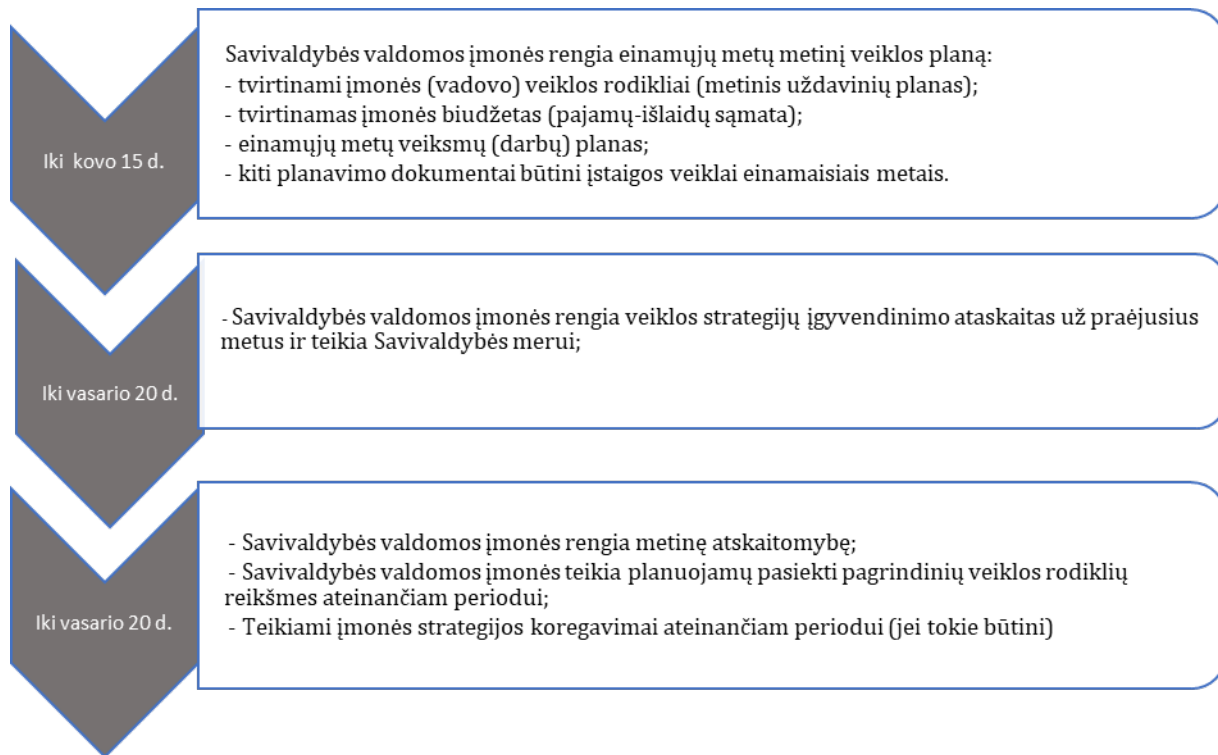 Iki kovo 15 d.
Savivaldybės valdomos įmonės rengia einamųjų metų metinį veiklos planą:
- tvirtinami įmonės (vadovo) veiklos rodikliai (metinis uždavinių planas);
- tvirtinamas įmonės biudžetas (pajamų-išlaidų sąmata);
- einamųjų metų veiksmų (darbų) planas;
- kiti planavimo dokumentai būtini įstaigos veiklai einamaisiais metais.
Iki vasario 20 d.
- Savivaldybės valdomos įmonės rengia veiklos strategijų įgyvendinimo ataskaitas už praėjusius
metus ir teikia Savivaldybės merui;
Iki vasario 20 d.
- Savivaldybės valdomos įmonės rengia metinę atskaitomybę;
- Savivaldybės valdomos įmonės teikia planuojamų pasiekti pagrindinių veiklos rodiklių
reikšmes ateinančiam periodui;
- Teikiami įmonės strategijos koregavimai ateinančiam periodui (jei tokie būtini)